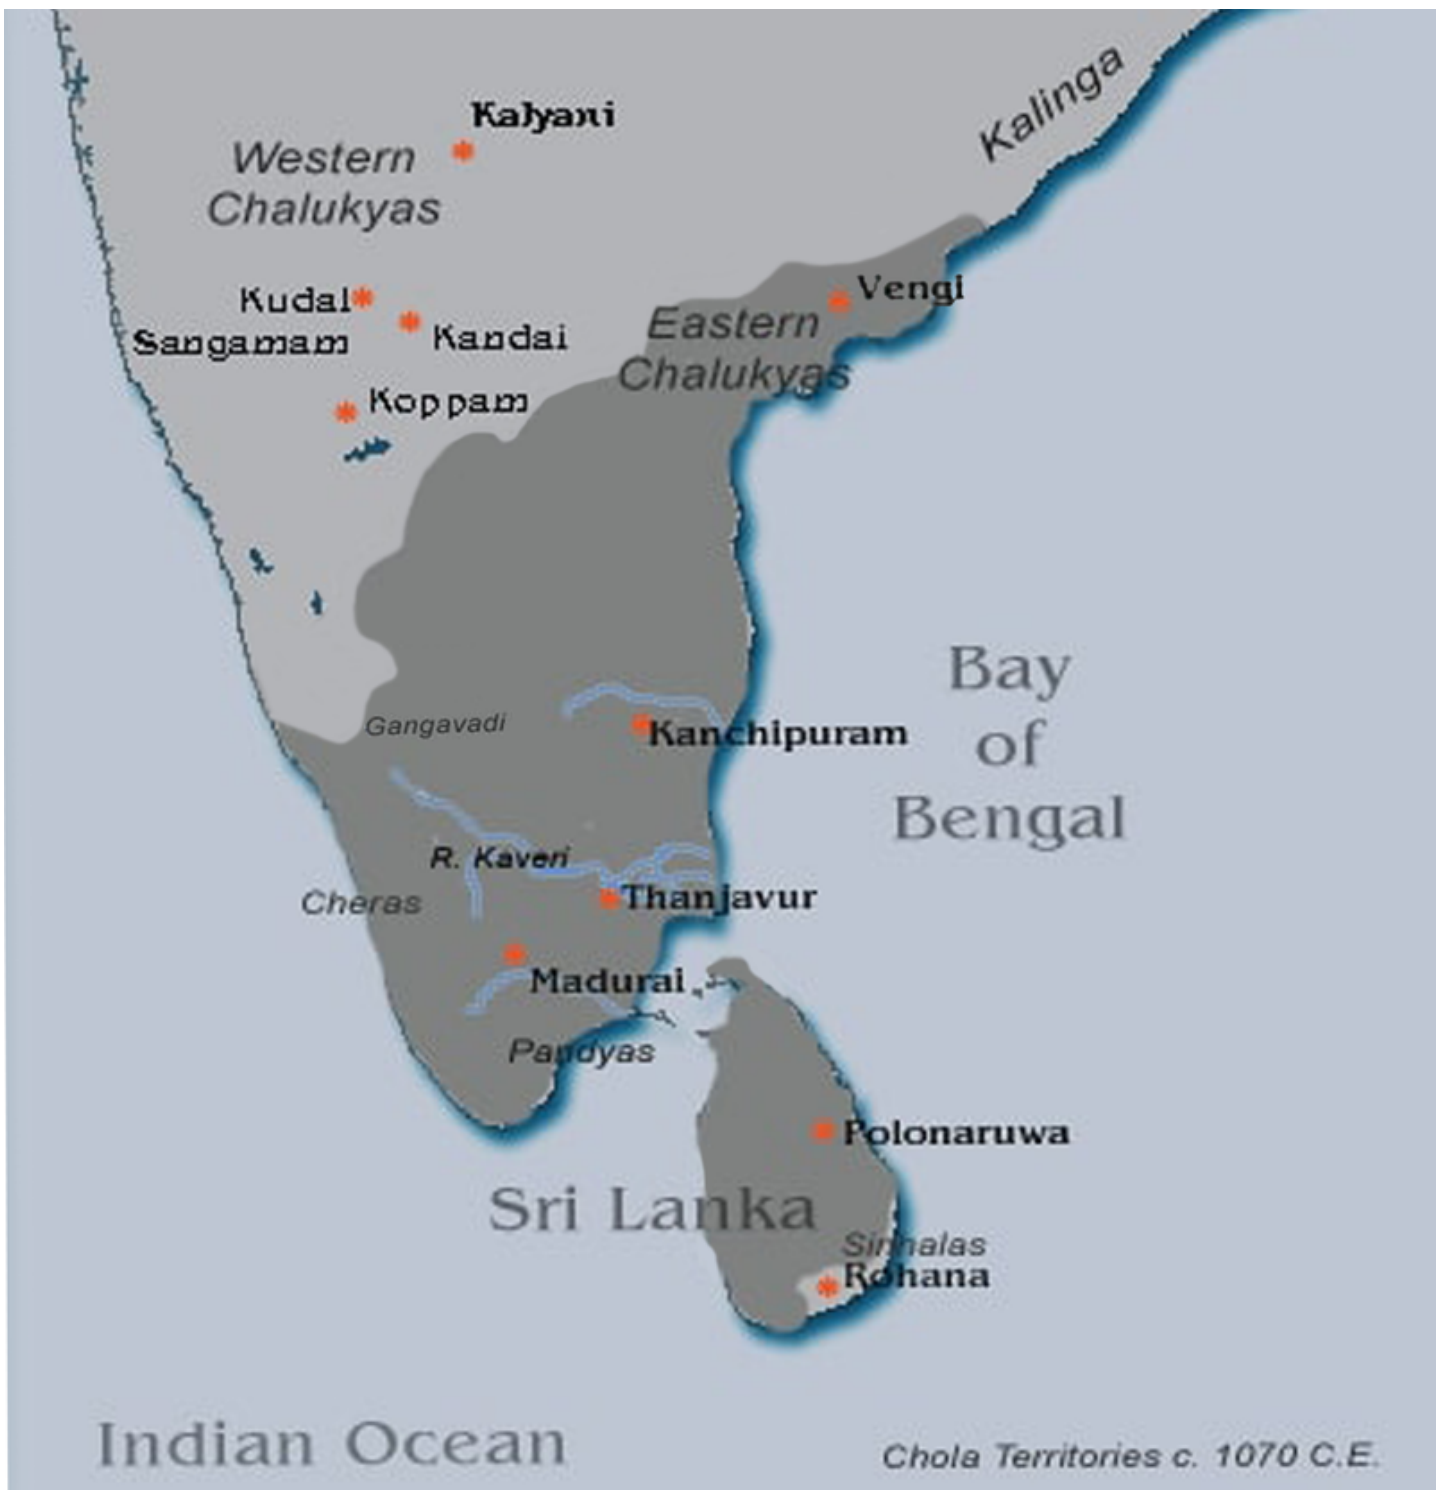 Kalinga
Kalyani
Western
Chalukyas
Vengi
Kudal
Sangamam
Kandai
Eastern
Chalukyas
Koppam
Bay
of
Bengal
Gangavadi
Kanchipuram
R. Kaveri
Cheras
Thanjavur
Madurai
Pandyas
Polonaruwa
Sri Lanka
Sinhalas
Rohana
Indian Ocean
Chola Territories c. 1070 C.E.